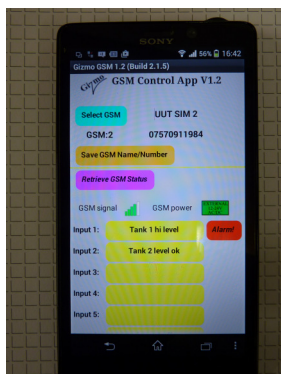 SONY
56% 16:42
Gizmo GSM 1.2 (Build 2.1.5)
Gizmo GSM Control App V1.2
Select GSM UUT SIM 2
GSM:2 07570911984
Save GSM Name/Number
Retrieve GSM Status
GSM signal GSM power EXTERNAL
Input 1: Tank 1 hi level Alarm!
Input 2: Tank 2 level ok
Input 3:
Input 4:
Input 5: